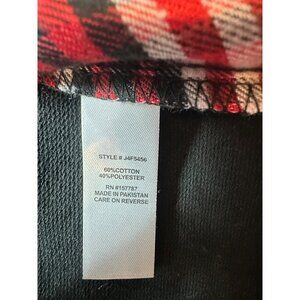 STYLE # J4F5456
60%COTTON
40%POLYESTER
RN #157787
MADE IN PAKISTAN
CARE ON REVERSE